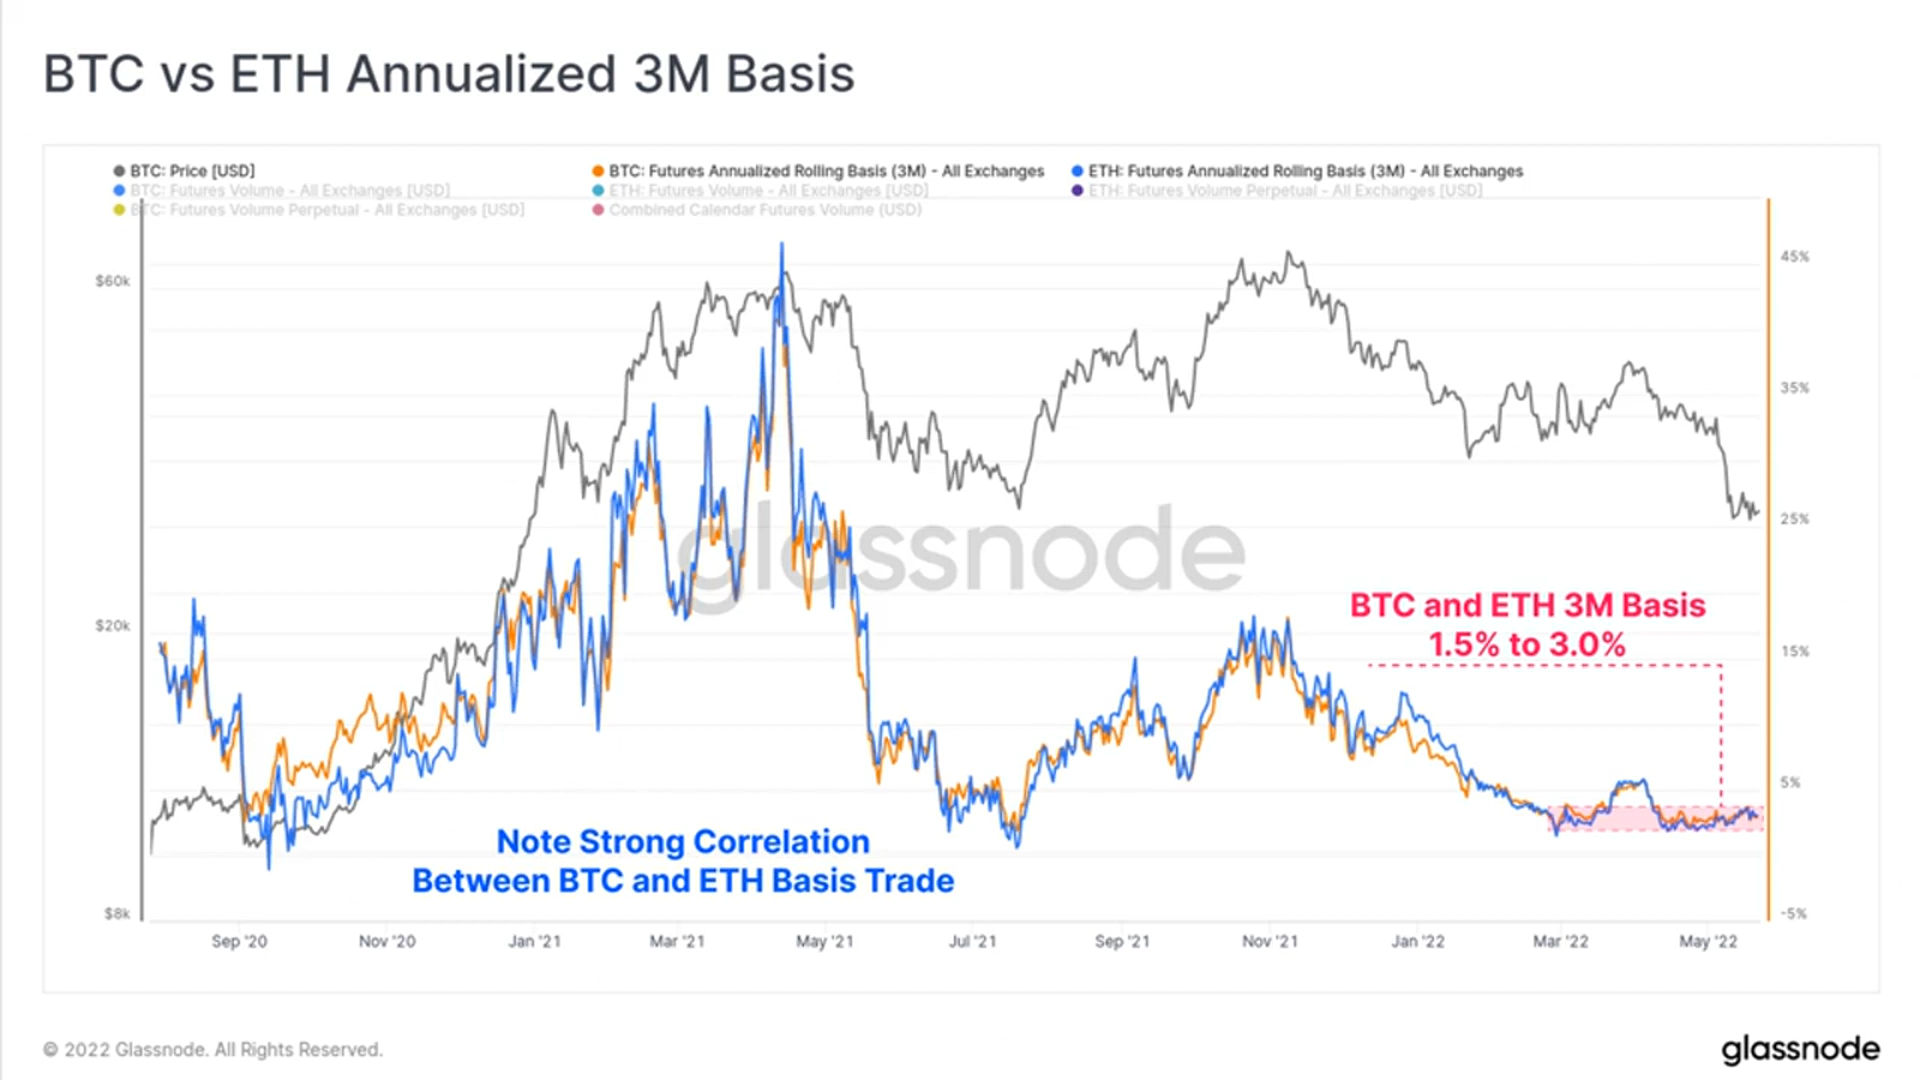 BTC vs ETH Annualized 3M Basis
BTC: Price [USD]
BTC: Futures Annualized Rolling Basis (3M) - All Exchanges
ETH: Futures Annualized Rolling Basis (3M) - All Exchanges
BTC: Futures Volume - All Exchanges [USD]
ETH: Futures Volume - All Exchanges [USD]
ETH: Futures Volume Perpetual - All Exchanges [USD]
BTC: Futures Volume Perpetual - All Exchanges [USD]
Combined Calendar Futures Volume (USD)
$60k
$20k
$8k
45%
35%
25%
15%
5%
-5%
glassnode
BTC and ETH 3M Basis
1.5% to 3.0%
Note Strong Correlation
Between BTC and ETH Basis Trade
Sep '20
Nov '20
Jan '21
Mar '21
May '21
Jul '21
Sep '21
Nov '21
Jan '22
Mar '22
May '22
© 2022 Glassnode. All Rights Reserved.
glassnode